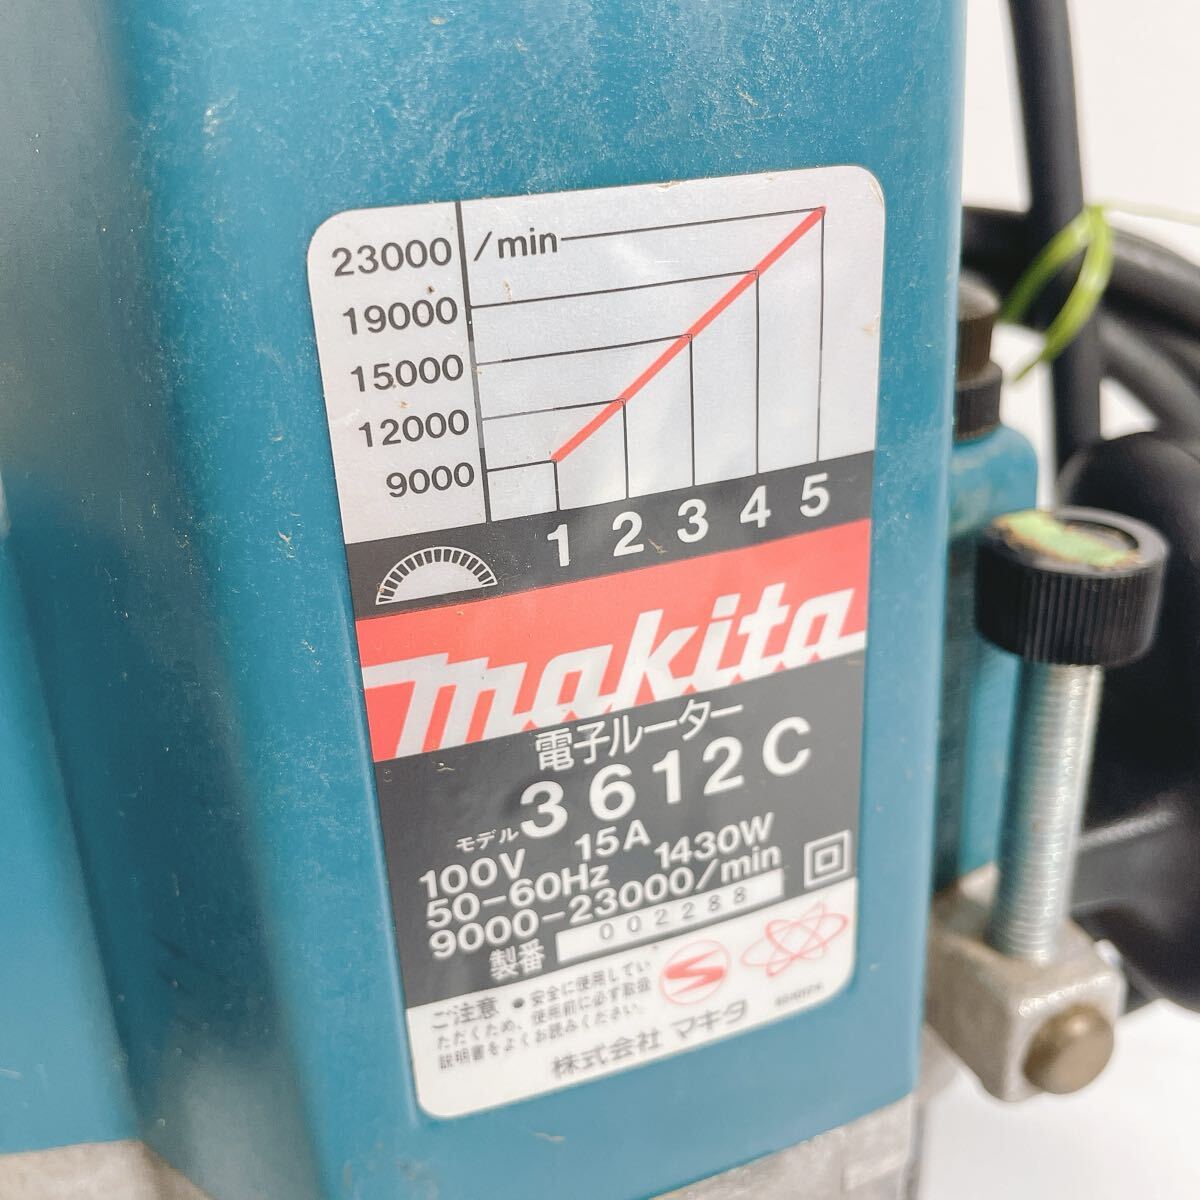 23000 /min
19000
15000
12000
9000
1 2 3 4 5
makita
電子ルーター
モデル 3612C
100V 15A 1430W
50-60Hz
9000-23000/min
製番 002288
ご注意 ●安全に使用してい
ただくため、使用前に必ず取扱
説明書をよくお読みください。
株式会社 マキタ